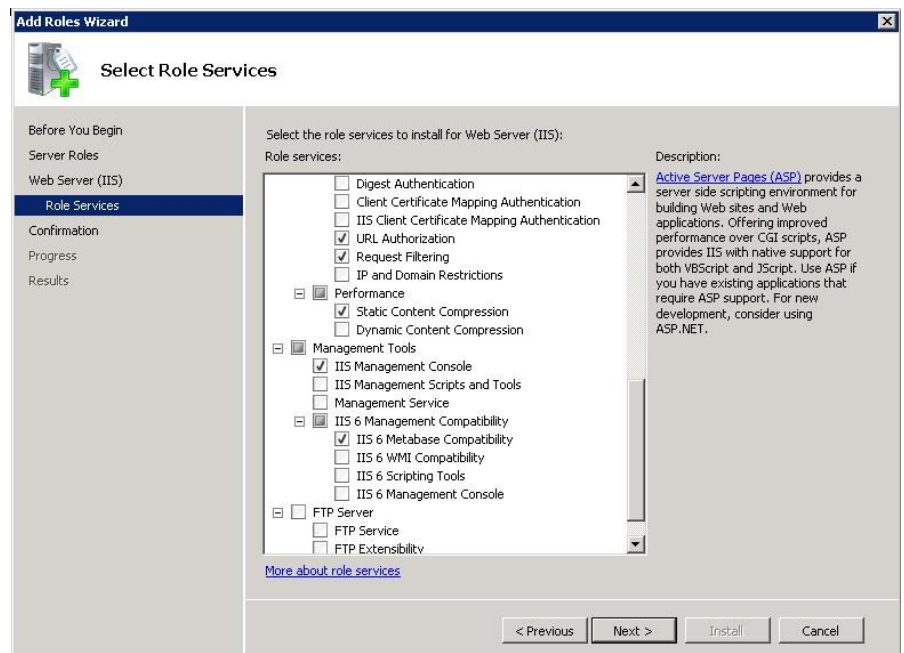 Add Roles Wizard
Select Role Services
Before You Begin
Server Roles
Web Server (IIS)
Role Services
Confirmation
Progress
Results
Select the role services to install for Web Server (IIS):
Role services:
Digest Authentication
Client Certificate Mapping Authentication
IIS Client Certificate Mapping Authentication
URL Authorization
Request Filtering
IP and Domain Restrictions
Performance
Static Content Compression
Dynamic Content Compression
Management Tools
IIS Management Console
IIS Management Scripts and Tools
Management Service
IIS 6 Management Compatibility
IIS 6 Metabase Compatibility
IIS 6 WMI Compatibility
IIS 6 Scripting Tools
IIS 6 Management Console
FTP Server
FTP Service
FTP Extensibility
More about role services
Description:
Active Server Pages (ASP) provides a
server side scripting environment for
building Web sites and Web
applications. Offering improved
performance over CGI scripts, ASP
provides IIS with native support for
both VBScript and JScript. Use ASP if
you have existing applications that
require ASP support. For new
development, consider using
ASP.NET.
< Previous
Next >
Install
Cancel